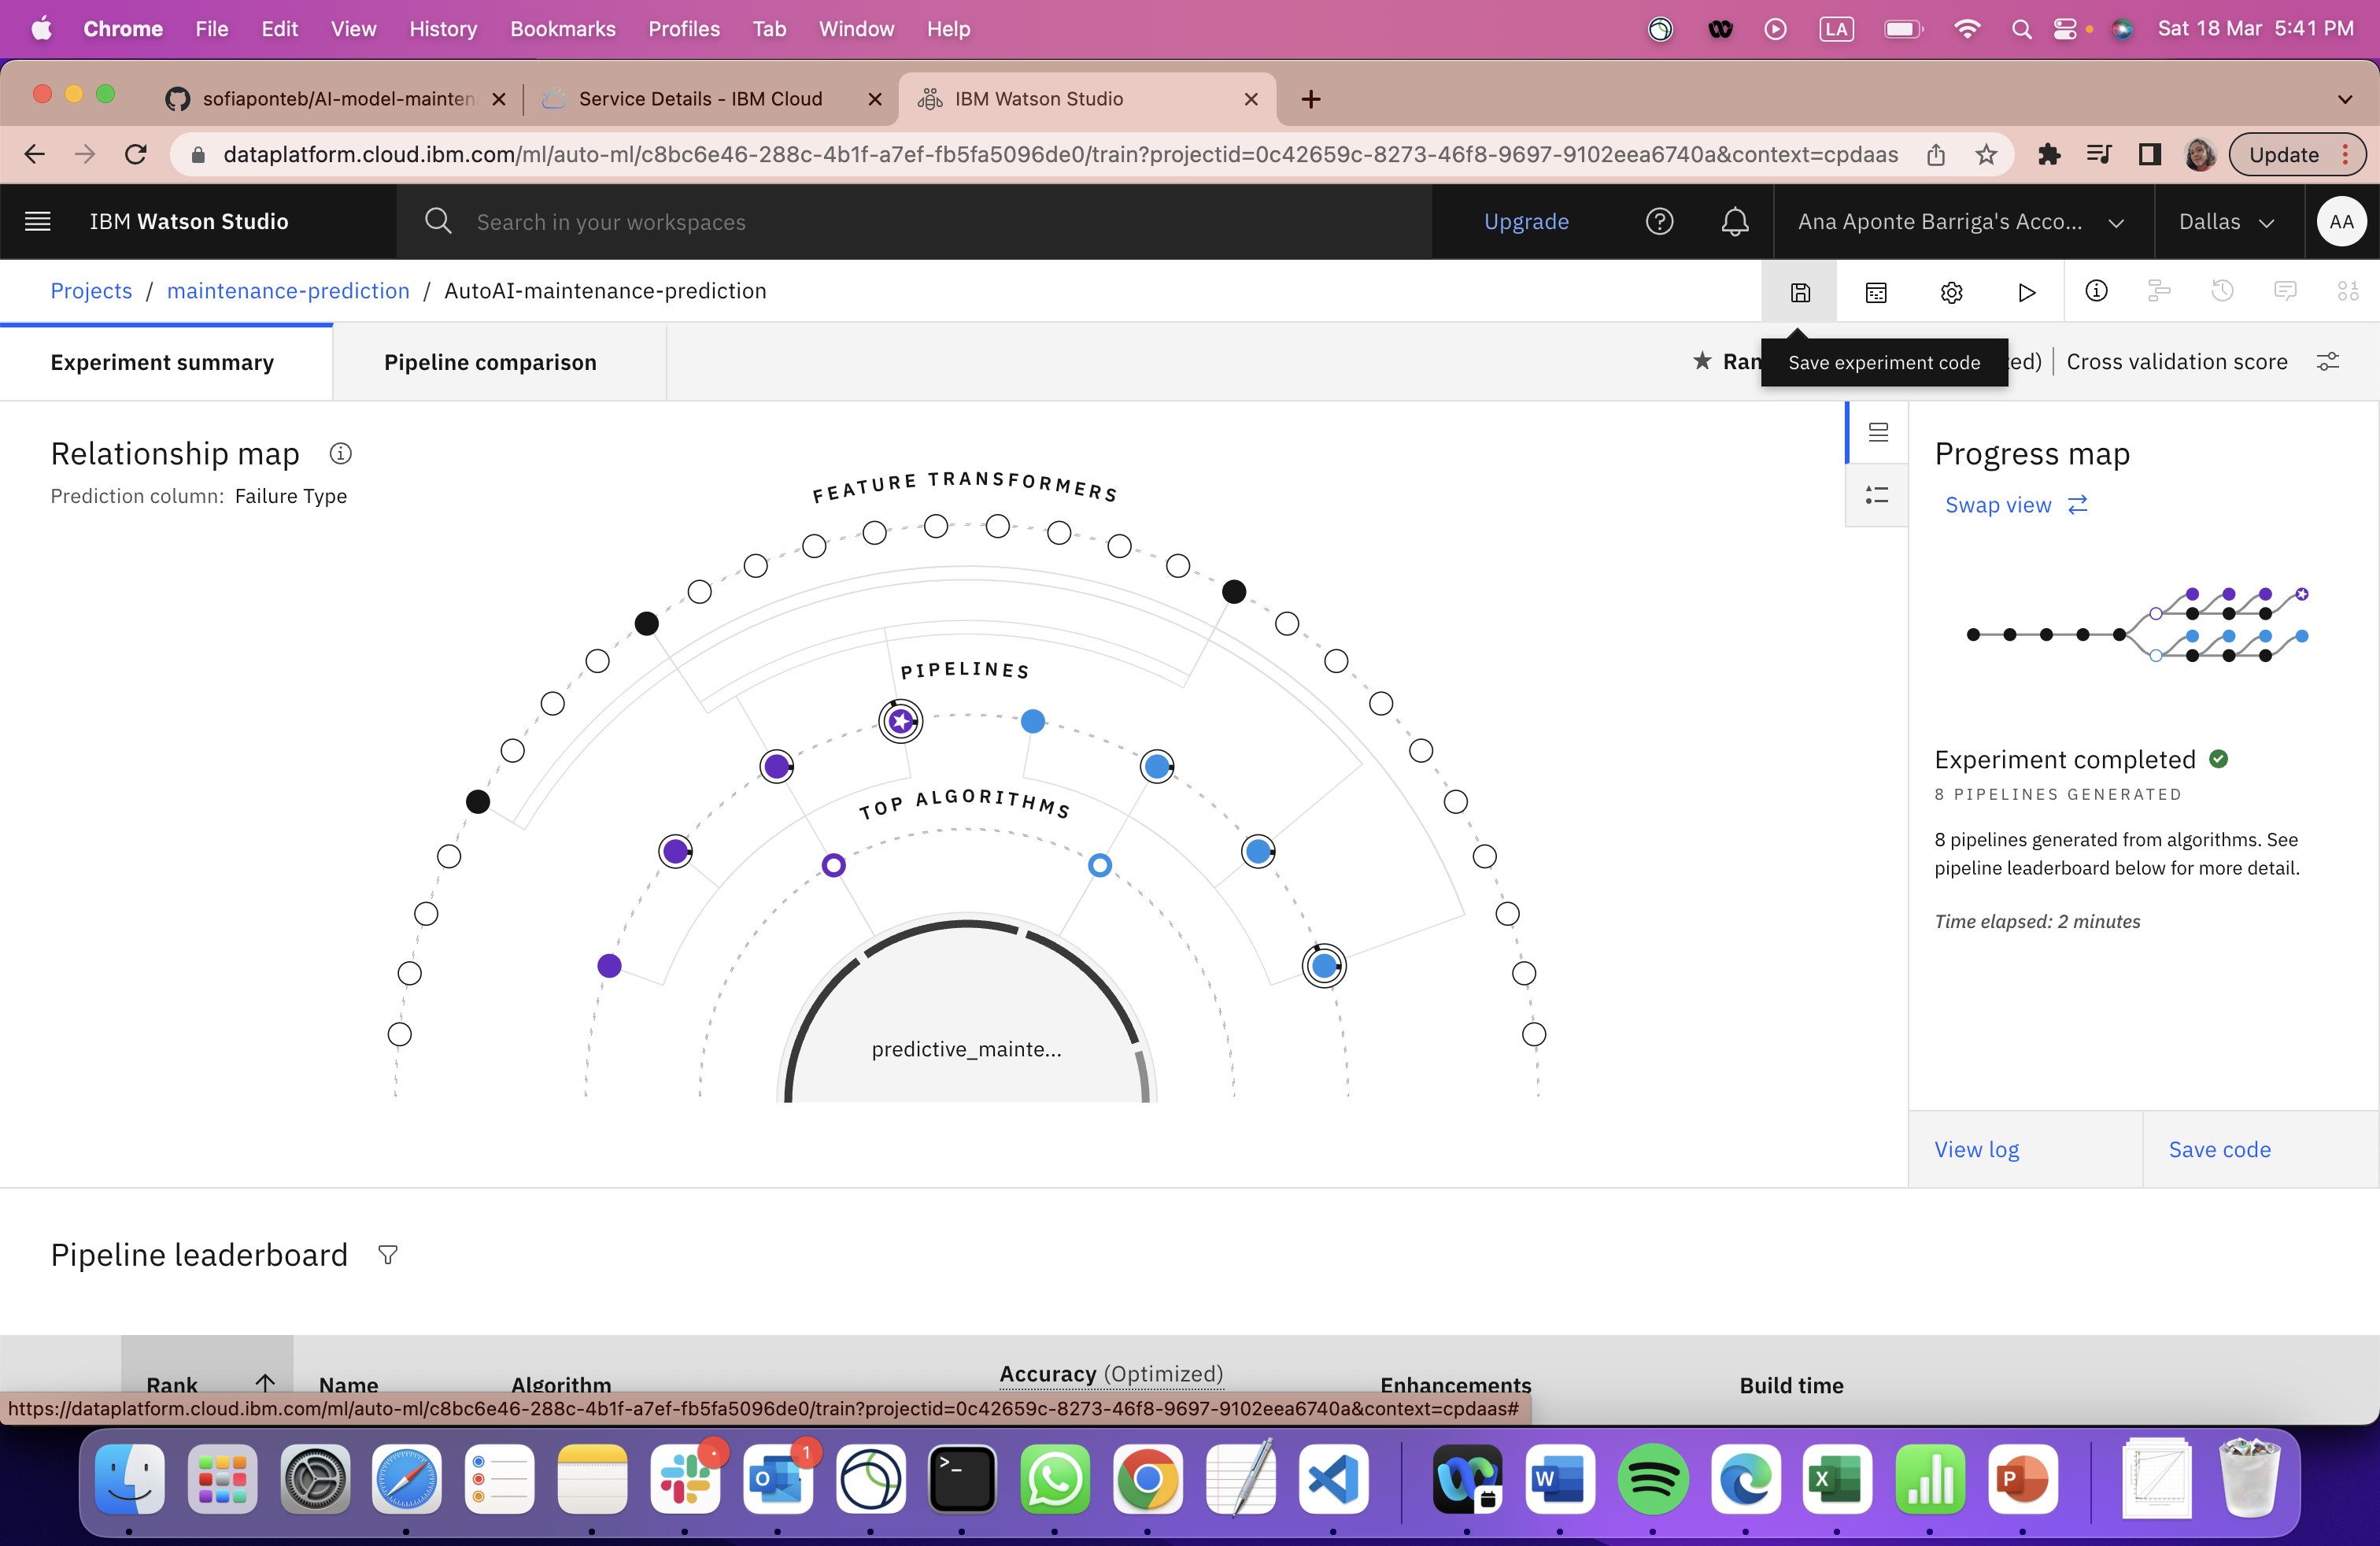 Chrome File Edit View History Bookmarks Profiles Tab Window Help
LA
Sat 18 Mar 5:41 PM
sofiaponteb/AI-model-mainten
Service Details - IBM Cloud
IBM Watson Studio
dataplatform.cloud.ibm.com/ml/auto-ml/c8bc6e46-288c-4b1f-a7ef-fb5fa5096de0/train?projectid=0c42659c-8273-46f8-9697-9102eea6740a&context=cpdaas
Update
IBM Watson Studio
Search in your workspaces
Upgrade
Ana Aponte Barriga's Acco...
Dallas
AA
Projects / maintenance-prediction / AutoAI-maintenance-prediction
Experiment summary
Pipeline comparison
Ran
Save experiment code
ed)
Cross validation score
Relationship map
Prediction column: Failure Type
FEATURE TRANSFORMERS
PIPELINES
TOP ALGORITHMS
predictive_mainte...
Progress map
Swap view
Experiment completed
8 PIPELINES GENERATED
8 pipelines generated from algorithms. See
pipeline leaderboard below for more detail.
Time elapsed: 2 minutes
View log
Save code
Pipeline leaderboard
Rank
Name
Algorithm
Accuracy (Optimized)
Enhancements
Build time
https://dataplatform.cloud.ibm.com/ml/auto-ml/c8bc6e46-288c-4b1f-a7ef-fb5fa5096de0/train?projectid=0c42659c-8273-46f8-9697-9102eea6740a&context=cpdaas#
1
O
>_
W
X
P